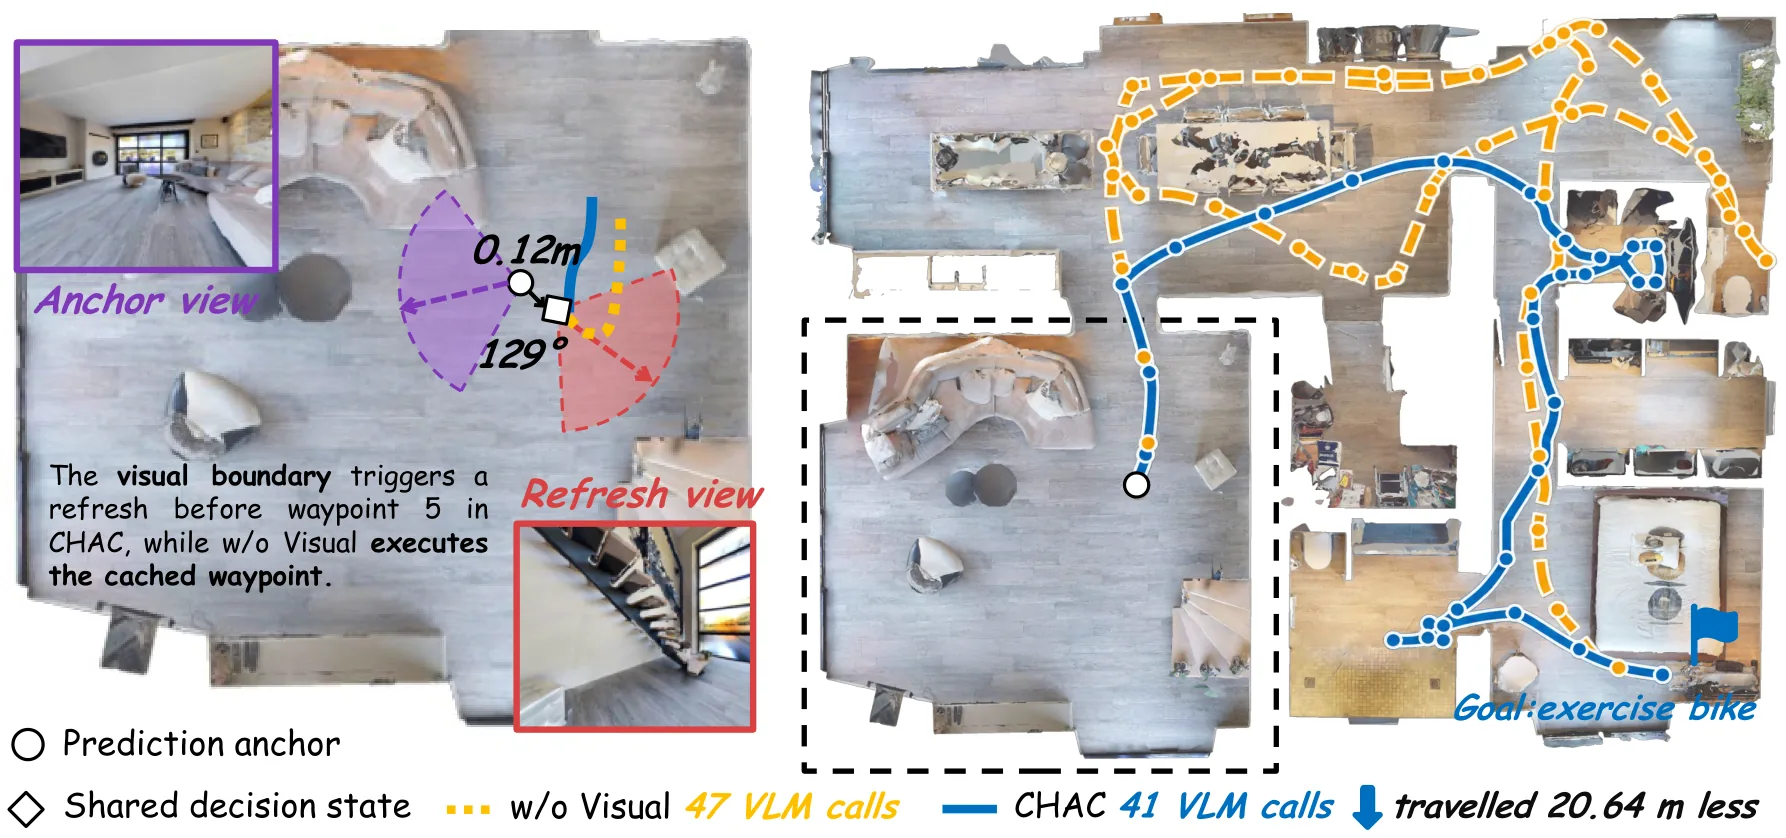 0.12m
Anchor view
129°
The visual boundary triggers a
refresh before waypoint 5 in
CHAC, while w/o Visual executes
the cached waypoint.
Refresh view
Goal:exercise bike
Prediction anchor
Shared decision state
w/o Visual 47 VLM calls
CHAC 41 VLM calls
travelled 20.64 m less